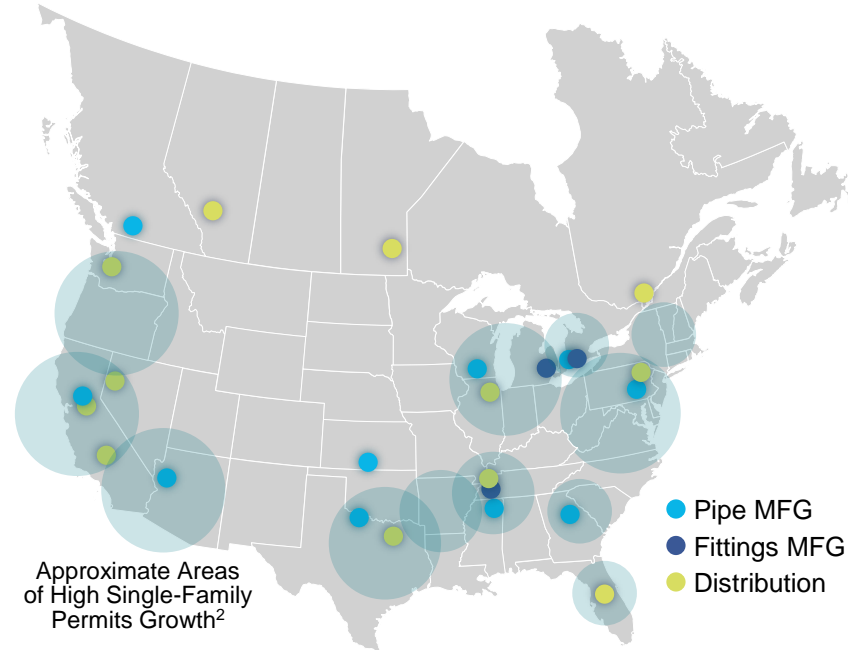 Pipe MFG
Fittings MFG
Distribution
Approximate Areas
of High Single-Family
Permits Growth²